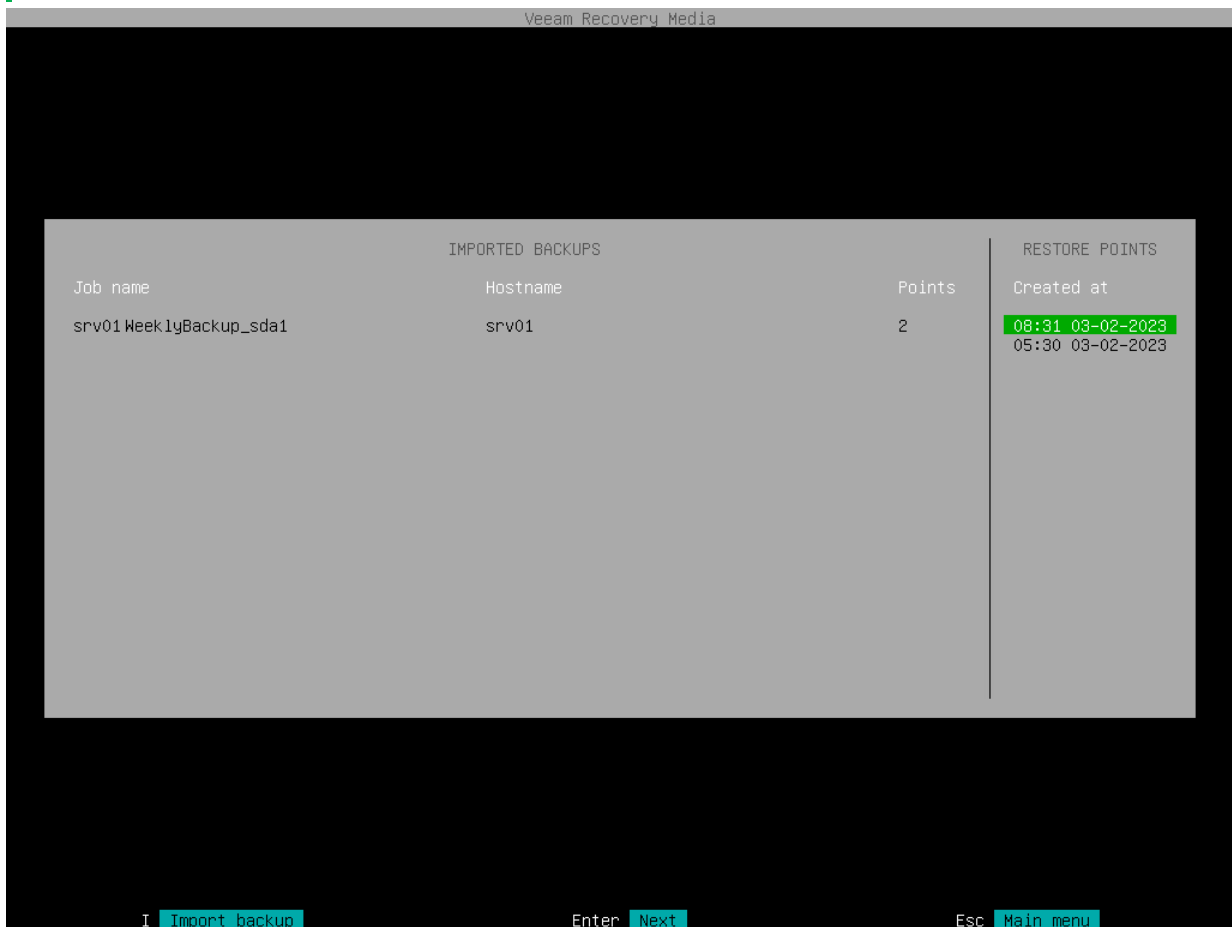 Veeam Recovery Media
IMPORTED BACKUPS
RESTORE POINTS
Job name Hostname Points Created at
srv01 WeeklyBackup_sda1 srv01 2 08:31 03-02-2023
05:30 03-02-2023
I Import backup Enter Next Esc Main menu